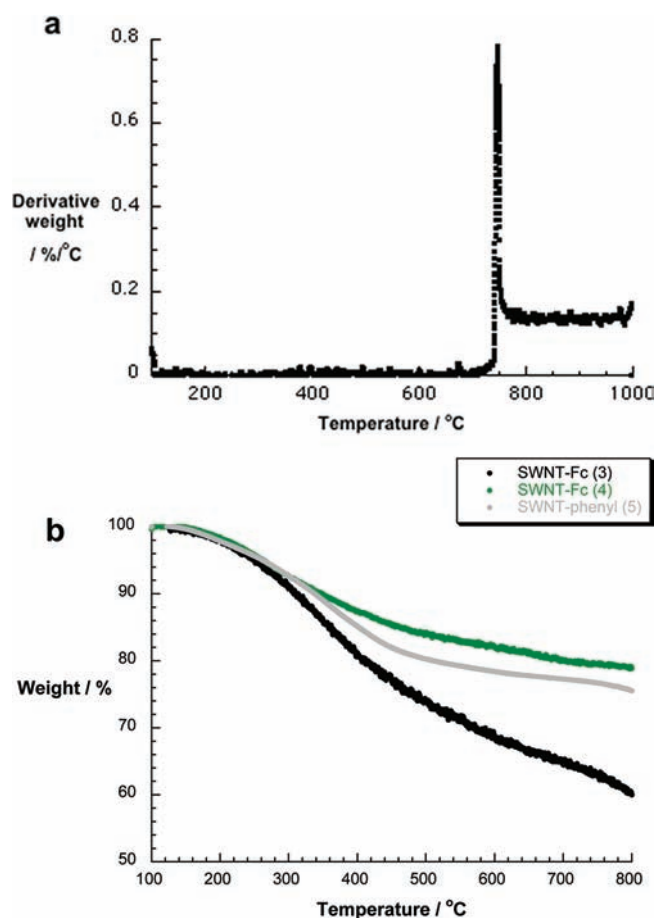 a
0.8
0.6
Derivative
weight
/ %/°C
0.4
0.2
0
200 400 600 800 1000
Temperature / °C
SWNT-Fc (3)
SWNT-Fc (4)
SWNT-phenyl (5)
b
100
90
80
Weight / %
70
60
50
100 200 300 400 500 600 700 800
Temperature / °C